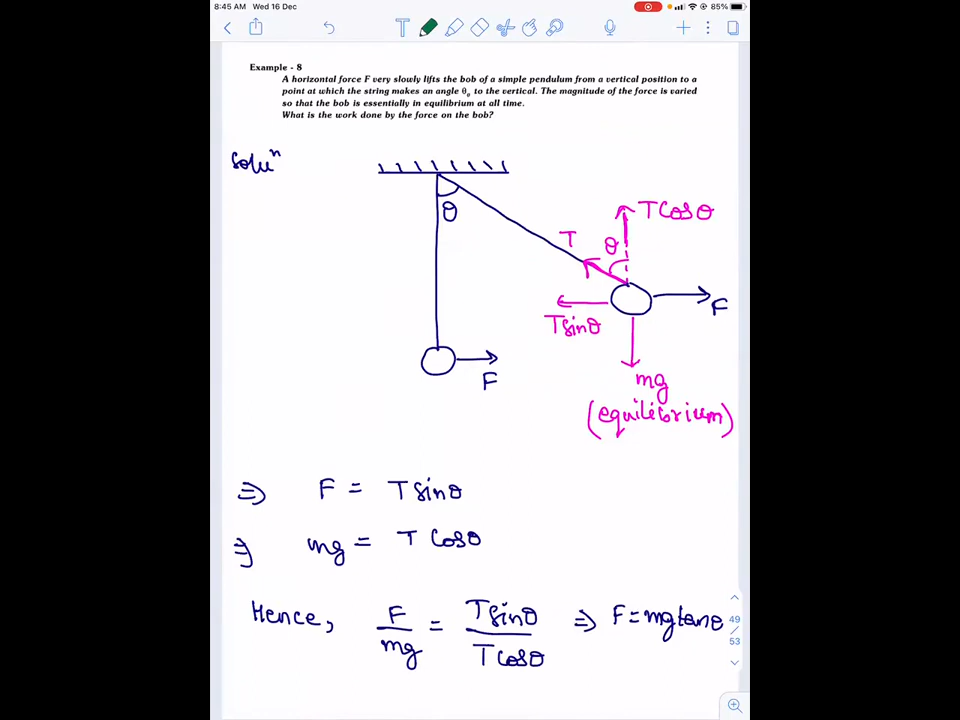 8:45 AM Wed 16 Dec
85%
T
Example - 8
A horizontal force F very slowly lifts the bob of a simple pendulum from a vertical position to a
point at which the string makes an angle θ₀ to the vertical. The magnitude of the force is varied
so that the bob is essentially in equilibrium at all time.
What is the work done by the force on the bob?
Soluⁿ
θ
T
θ
Tcosθ
Tsinθ
F
F
mg
(equilibrium)
⇒ F = Tsinθ
⇒ mg = T Cosθ
Hence, F/mg = Tsinθ/TCosθ ⇒ F=mgtanθ
49
/
53